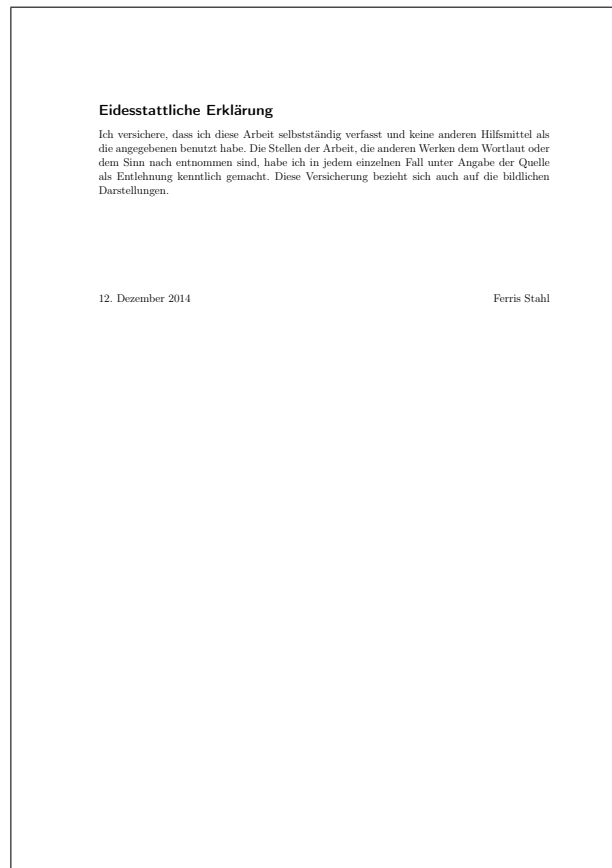 Eidesstattliche Erklärung
Ich versichere, dass ich diese Arbeit selbstständig verfasst und keine anderen Hilfsmittel als
die angegebenen benutzt habe. Die Stellen der Arbeit, die anderen Werken dem Wortlaut oder
dem Sinn nach entnommen sind, habe ich in jedem einzelnen Fall unter Angabe der Quelle
als Entlehnung kenntlich gemacht. Diese Versicherung bezieht sich auch auf die bildlichen
Darstellungen.
12. Dezember 2014 Ferris Stahl